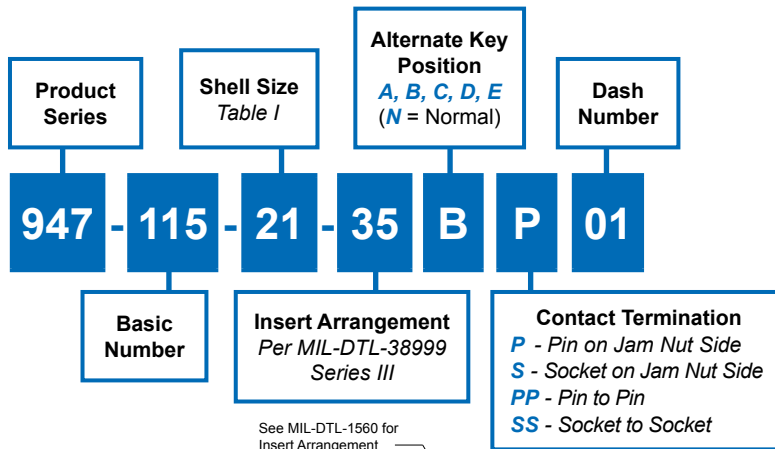 Product
Series
Shell Size
Table I
Alternate Key
Position
A, B, C, D, E
(N = Normal)
Dash
Number
947 - 115 - 21 - 35 B P 01
Basic
Number
Insert Arrangement
Per MIL-DTL-38999
Series III
Contact Termination
P - Pin on Jam Nut Side
S - Socket on Jam Nut Side
PP - Pin to Pin
SS - Socket to Socket
See MIL-DTL-1560 for
Insert Arrangement